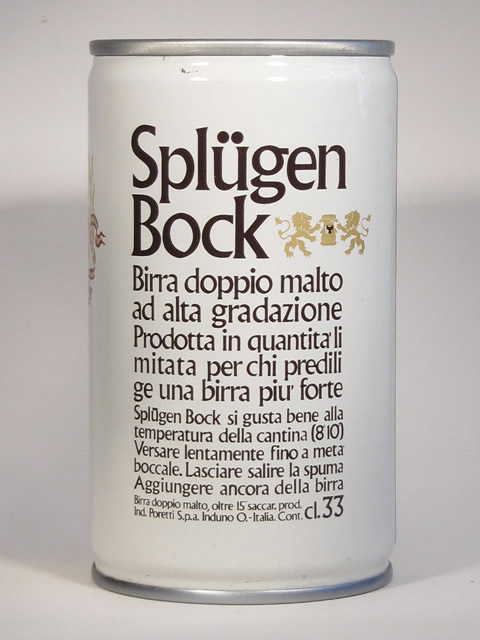 Splügen
Bock
Birra doppio malto
ad alta gradazione
Prodotta in quantita' li
mitata per chi predili
ge una birra piu' forte
Splügen Bock si gusta bene alla
temperatura della cantina (8°10)
Versare lentamente fino a meta'
boccale. Lasciare salire la spuma
Aggiungere ancora della birra
Birra doppio malto, oltre 15° saccar. prod.
Ind. Poretti S.p.a. Induno O.-Italia. Cont. cl.33